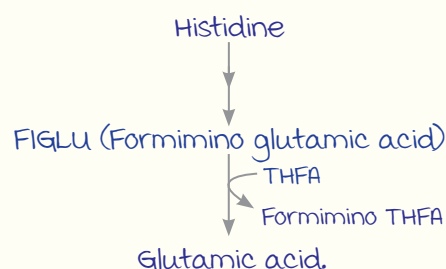 Histidine
FIGLU (Formimino glutamic acid)
THFA
Formimino THFA
Glutamic acid.